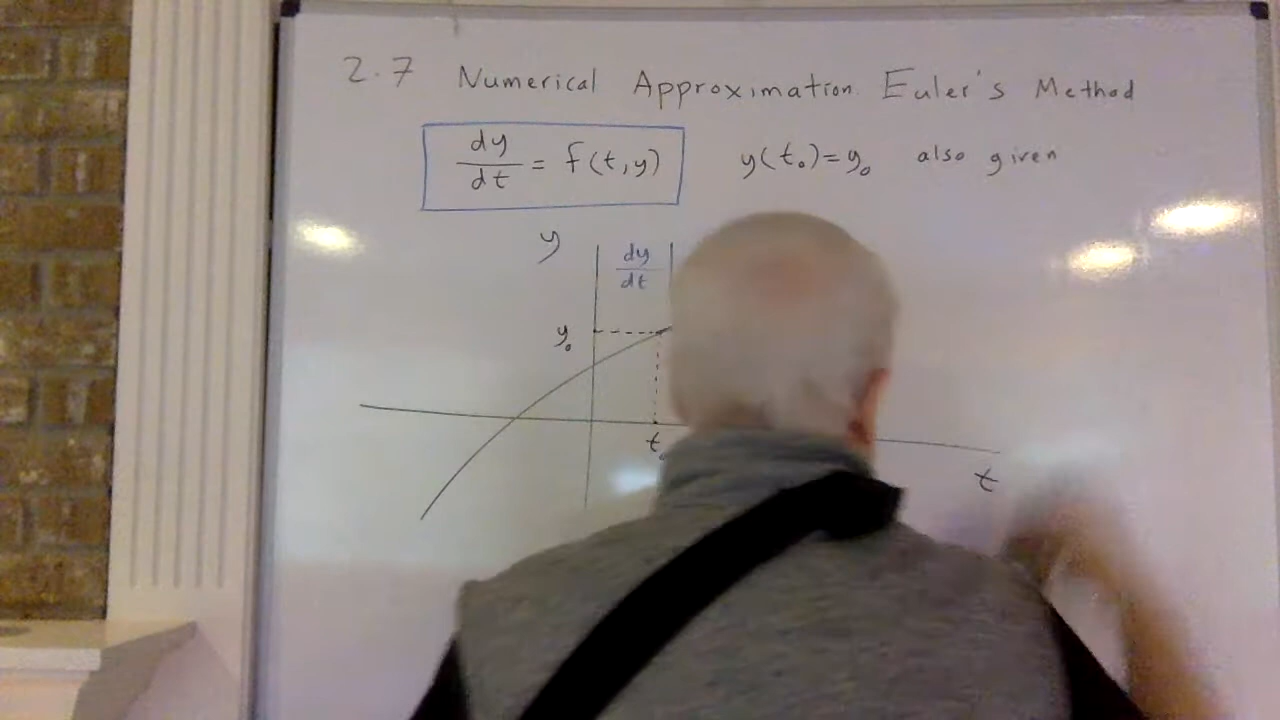 2.7 Numerical Approximation. Euler's Method
dy/dt = f(t,y) y(t₀)=y₀ also given
y
dy/dt |
y₀
t₀
t